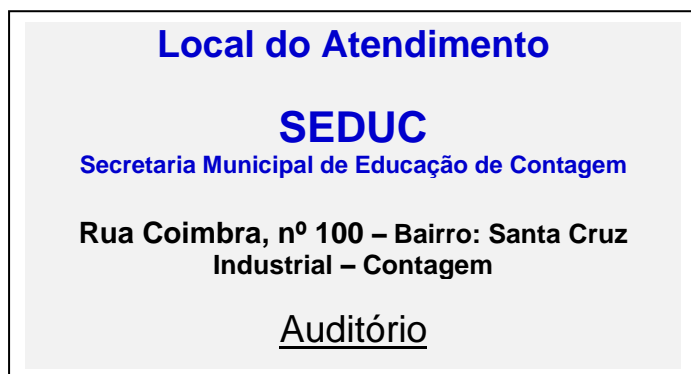 Local do Atendimento
SEDUC
Secretaria Municipal de Educação de Contagem
Rua Coimbra, nº 100 – Bairro: Santa Cruz
Industrial – Contagem
Auditório